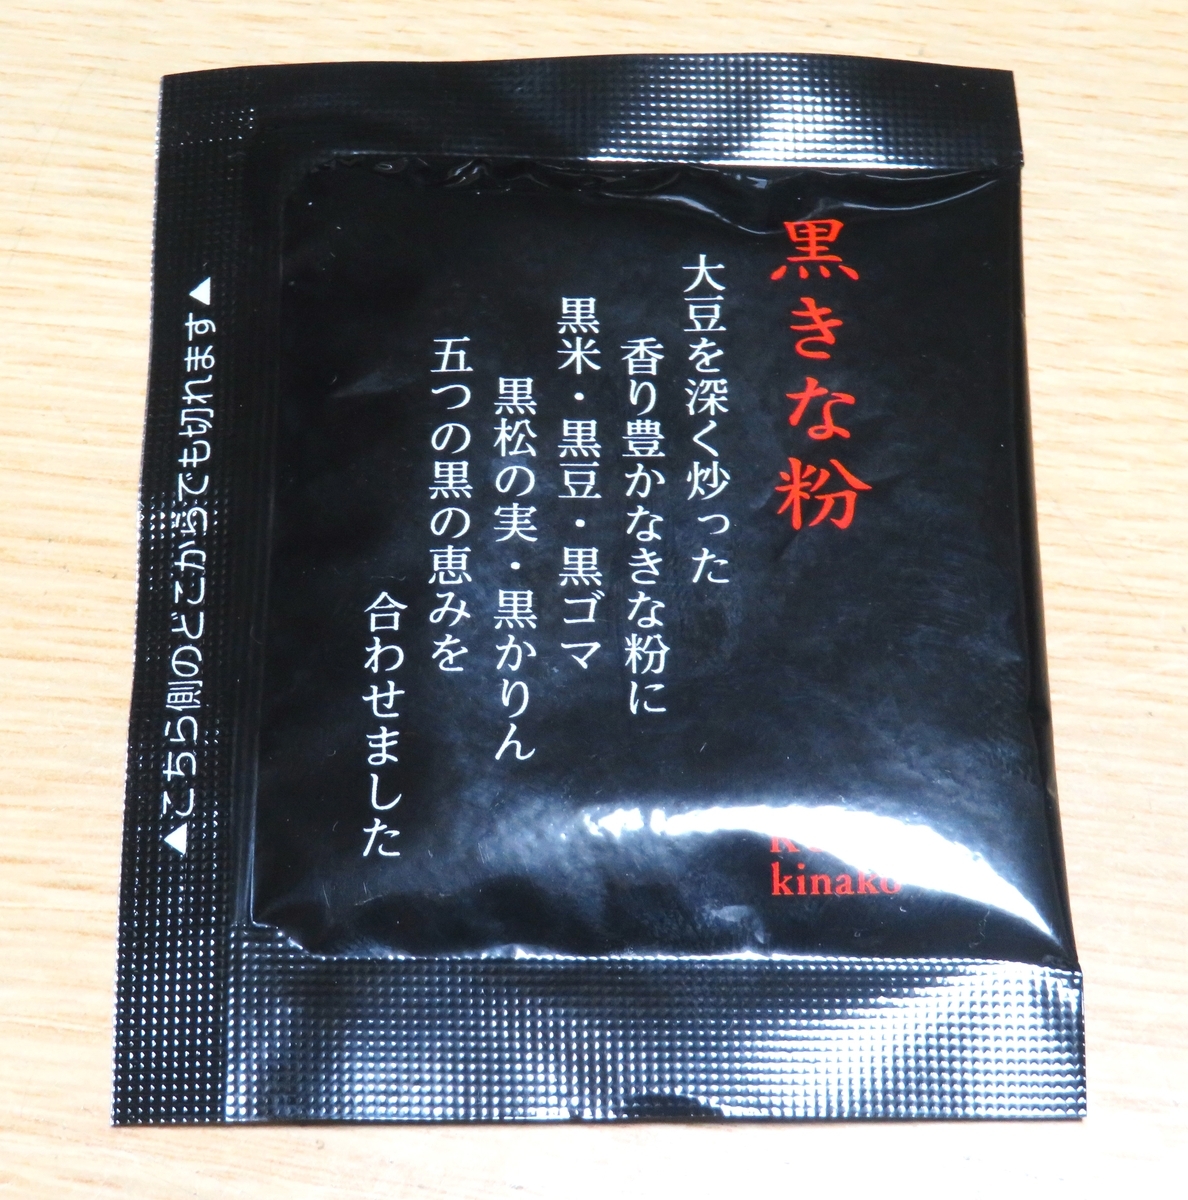 黒きな粉
大豆を深く炒った
香り豊かなきな粉に
黒米・黒豆・黒ゴマ
黒松の実・黒かりん
五つの黒の恵みを
合わせました
kinako
▲こちら側のどこからでも切れます▲